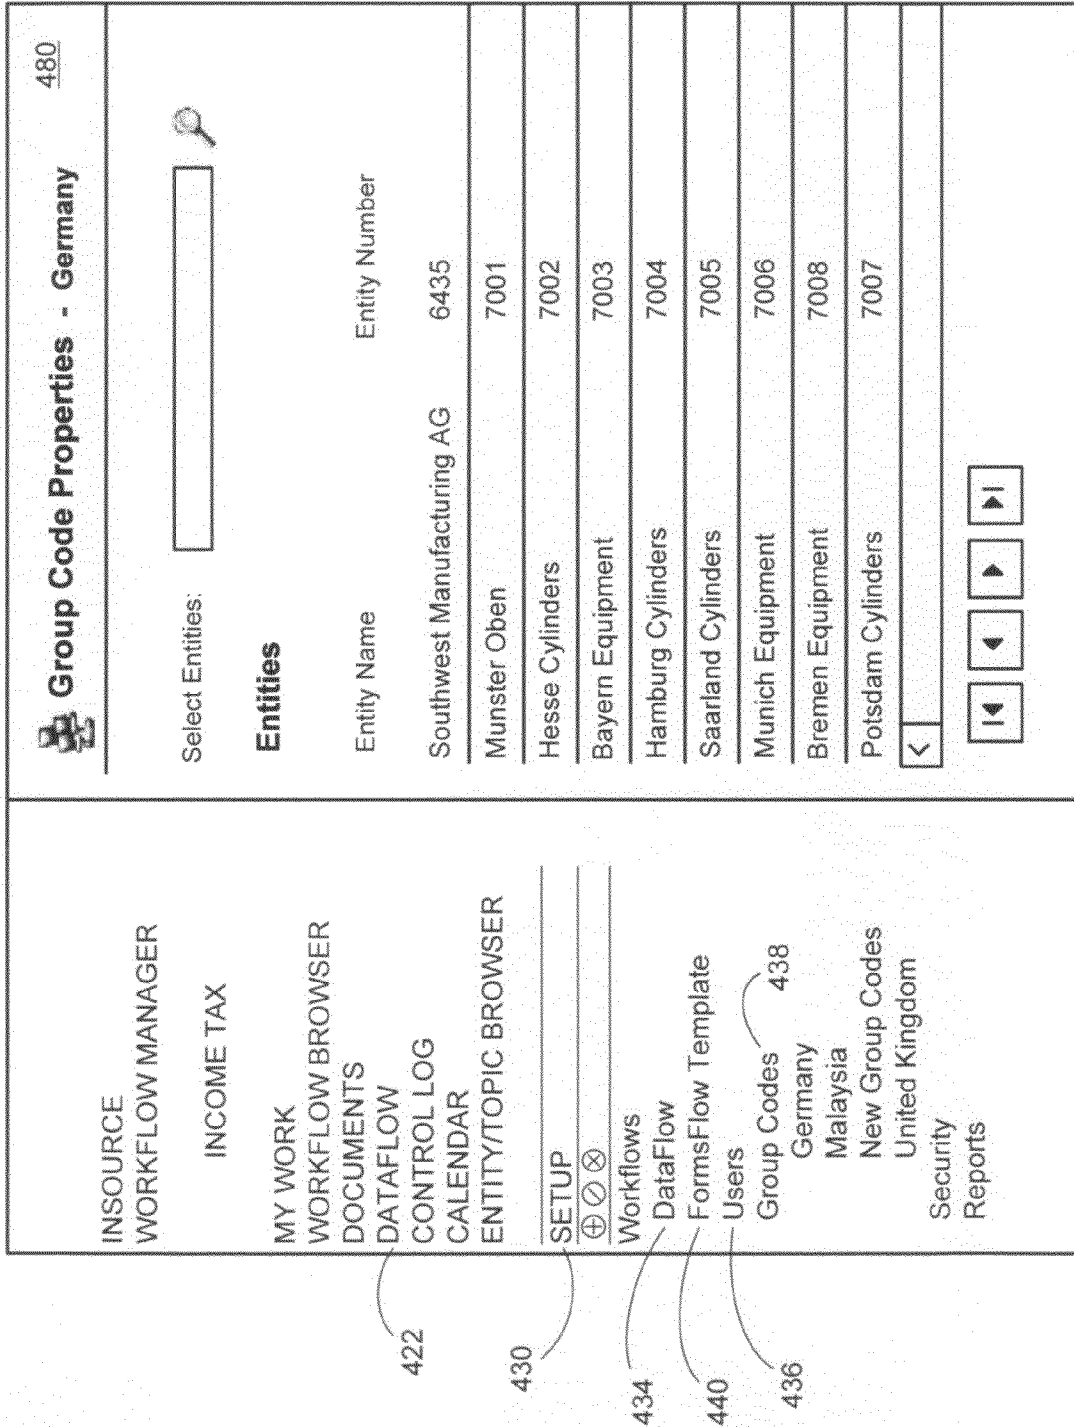 INSOURCE
WORKFLOW MANAGER
INCOME TAX
MY WORK
WORKFLOW BROWSER
DOCUMENTS
DATAFLOW
CONTROL LOG
CALENDAR
ENTITY/TOPIC BROWSER
SETUP
Workflows
DataFlow
FormsFlow Template
Users
Group Codes
Germany
Malaysia
New Group Codes
United Kingdom
Security
Reports
422
430
434
440
436
438
Group Code Properties - Germany 480
Select Entities:
Entities
Entity Name Entity Number
Southwest Manufacturing AG 6435
Munster Oben 7001
Hesse Cylinders 7002
Bayern Equipment 7003
Hamburg Cylinders 7004
Saarland Cylinders 7005
Munich Equipment 7006
Bremen Equipment 7008
Potsdam Cylinders 7007